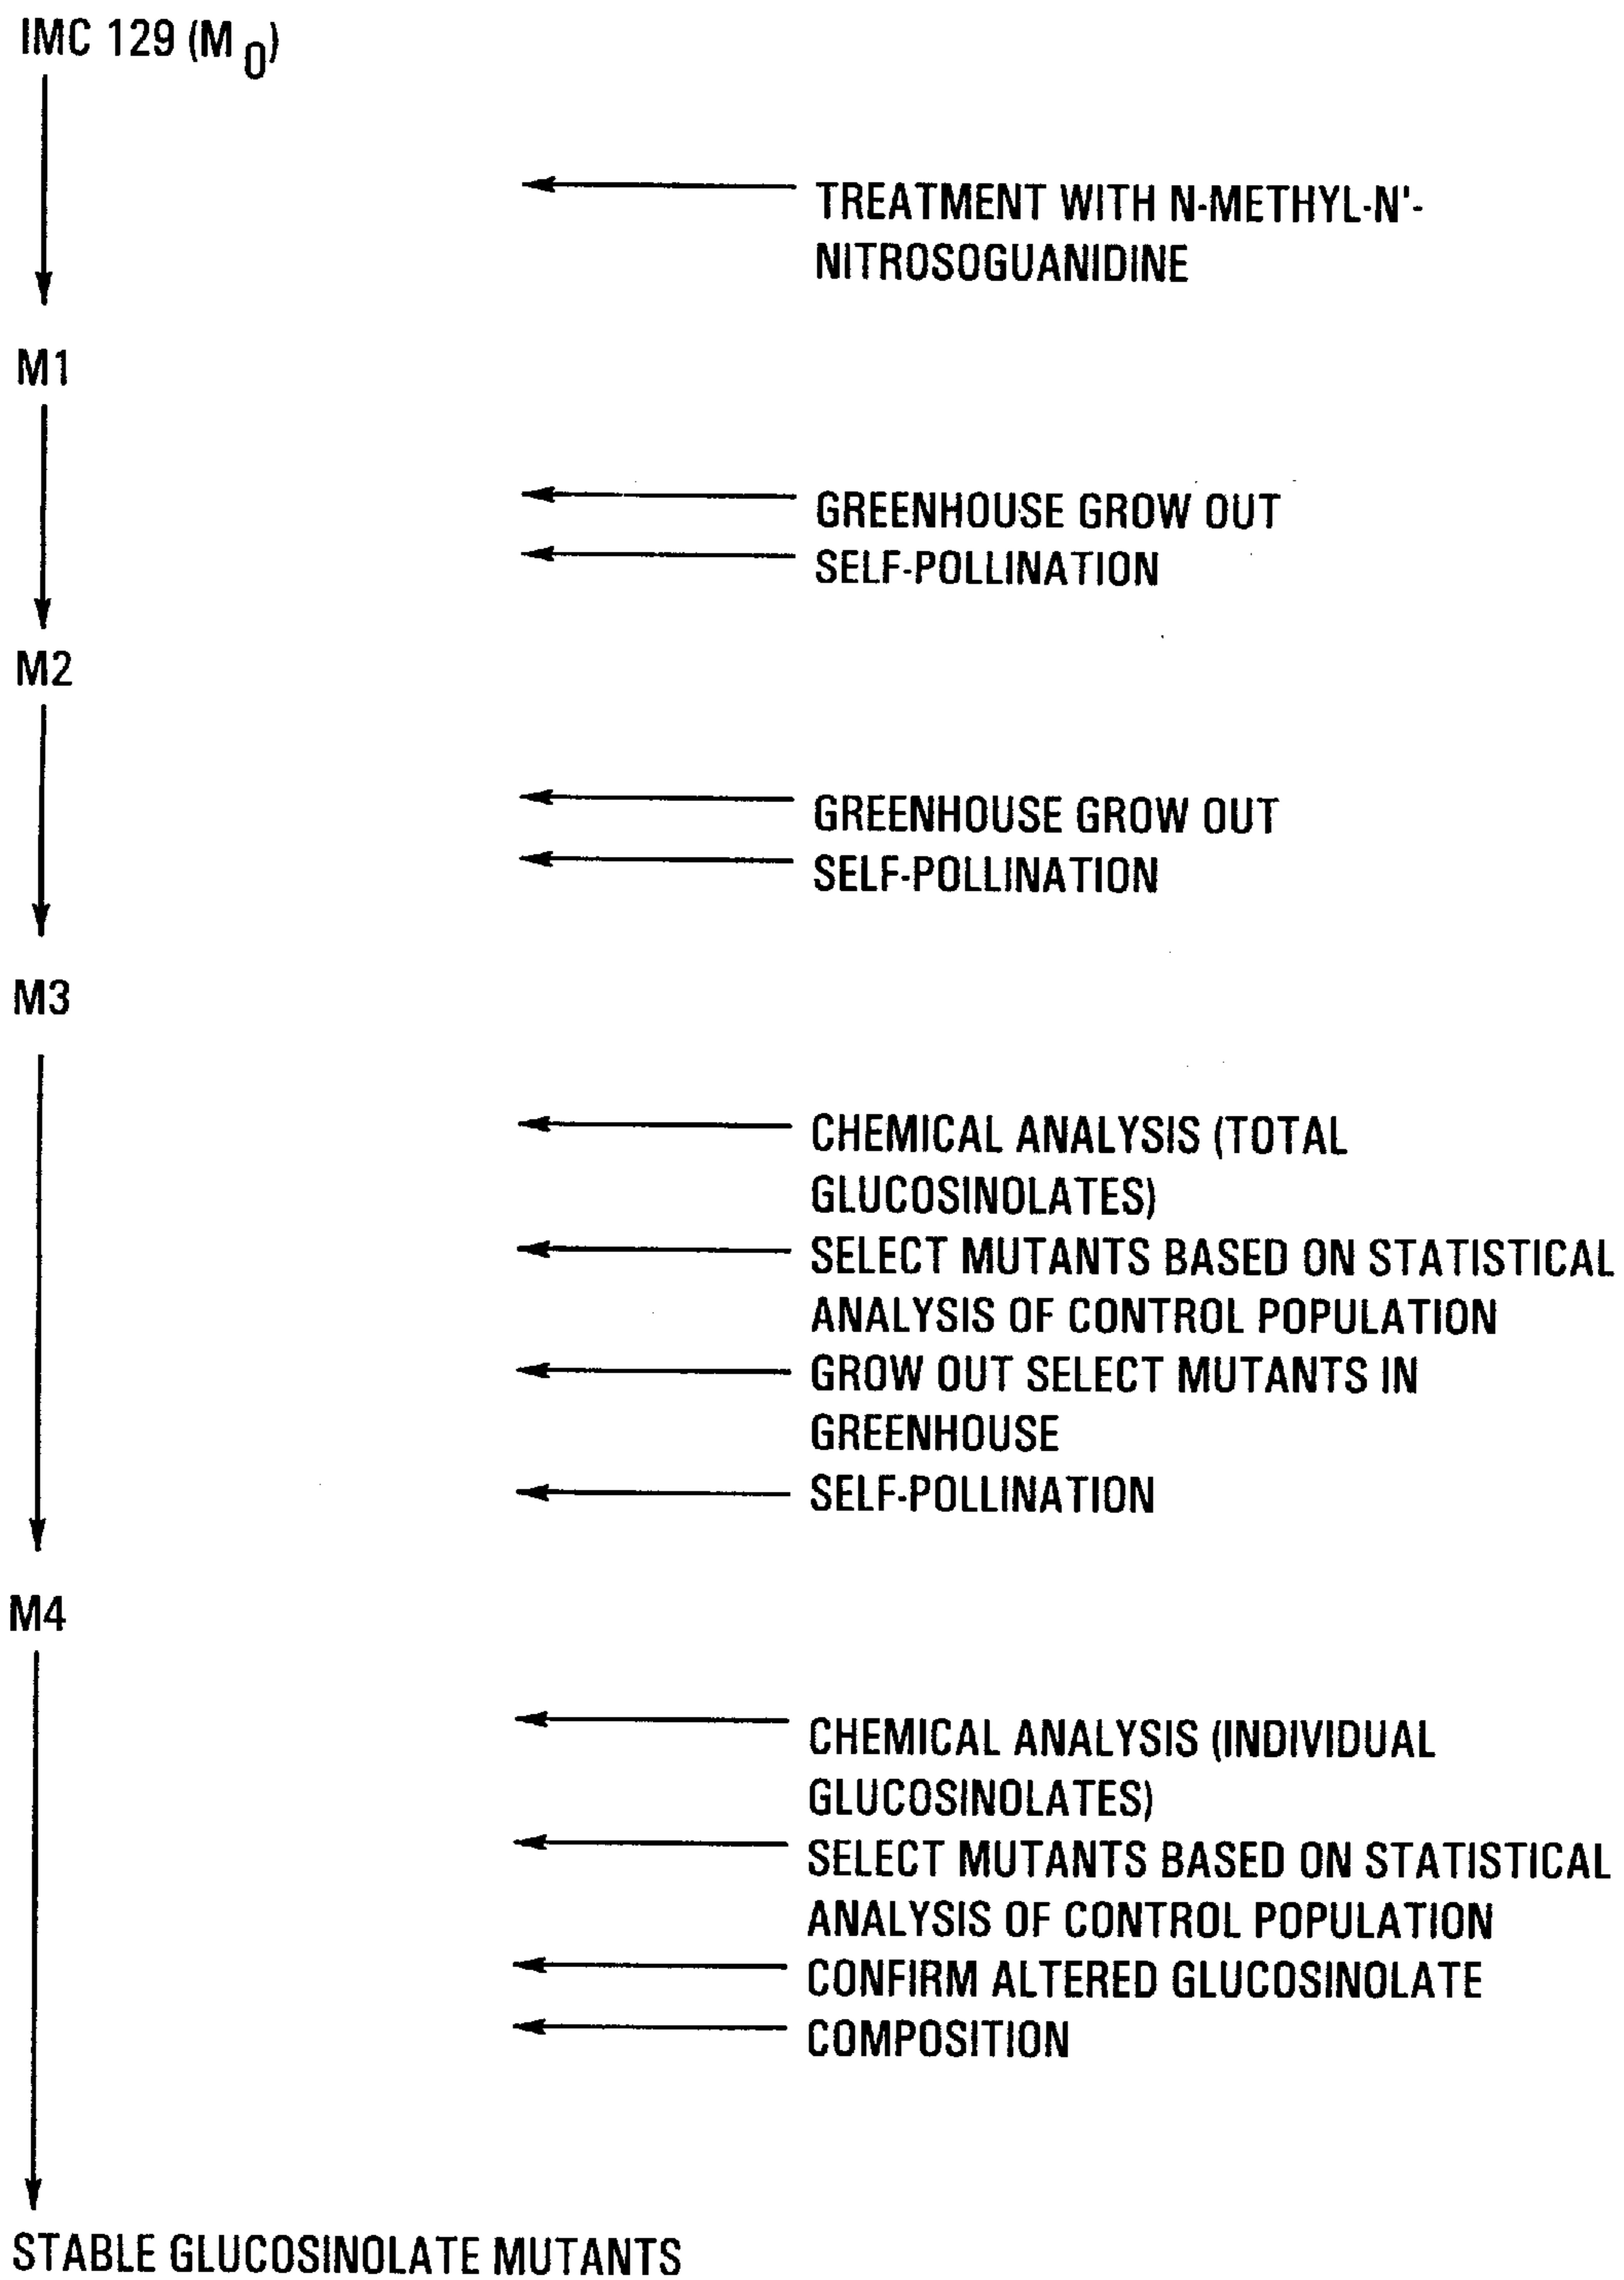 IMC 129 (M0)
TREATMENT WITH N-METHYL-N'-
NITROSOGUANIDINE
M1
GREENHOUSE GROW OUT
SELF-POLLINATION
M2
GREENHOUSE GROW OUT
SELF-POLLINATION
M3
CHEMICAL ANALYSIS (TOTAL
GLUCOSINOLATES)
SELECT MUTANTS BASED ON STATISTICAL
ANALYSIS OF CONTROL POPULATION
GROW OUT SELECT MUTANTS IN
GREENHOUSE
SELF-POLLINATION
M4
CHEMICAL ANALYSIS (INDIVIDUAL
GLUCOSINOLATES)
SELECT MUTANTS BASED ON STATISTICAL
ANALYSIS OF CONTROL POPULATION
CONFIRM ALTERED GLUCOSINOLATE
COMPOSITION
STABLE GLUCOSINOLATE MUTANTS